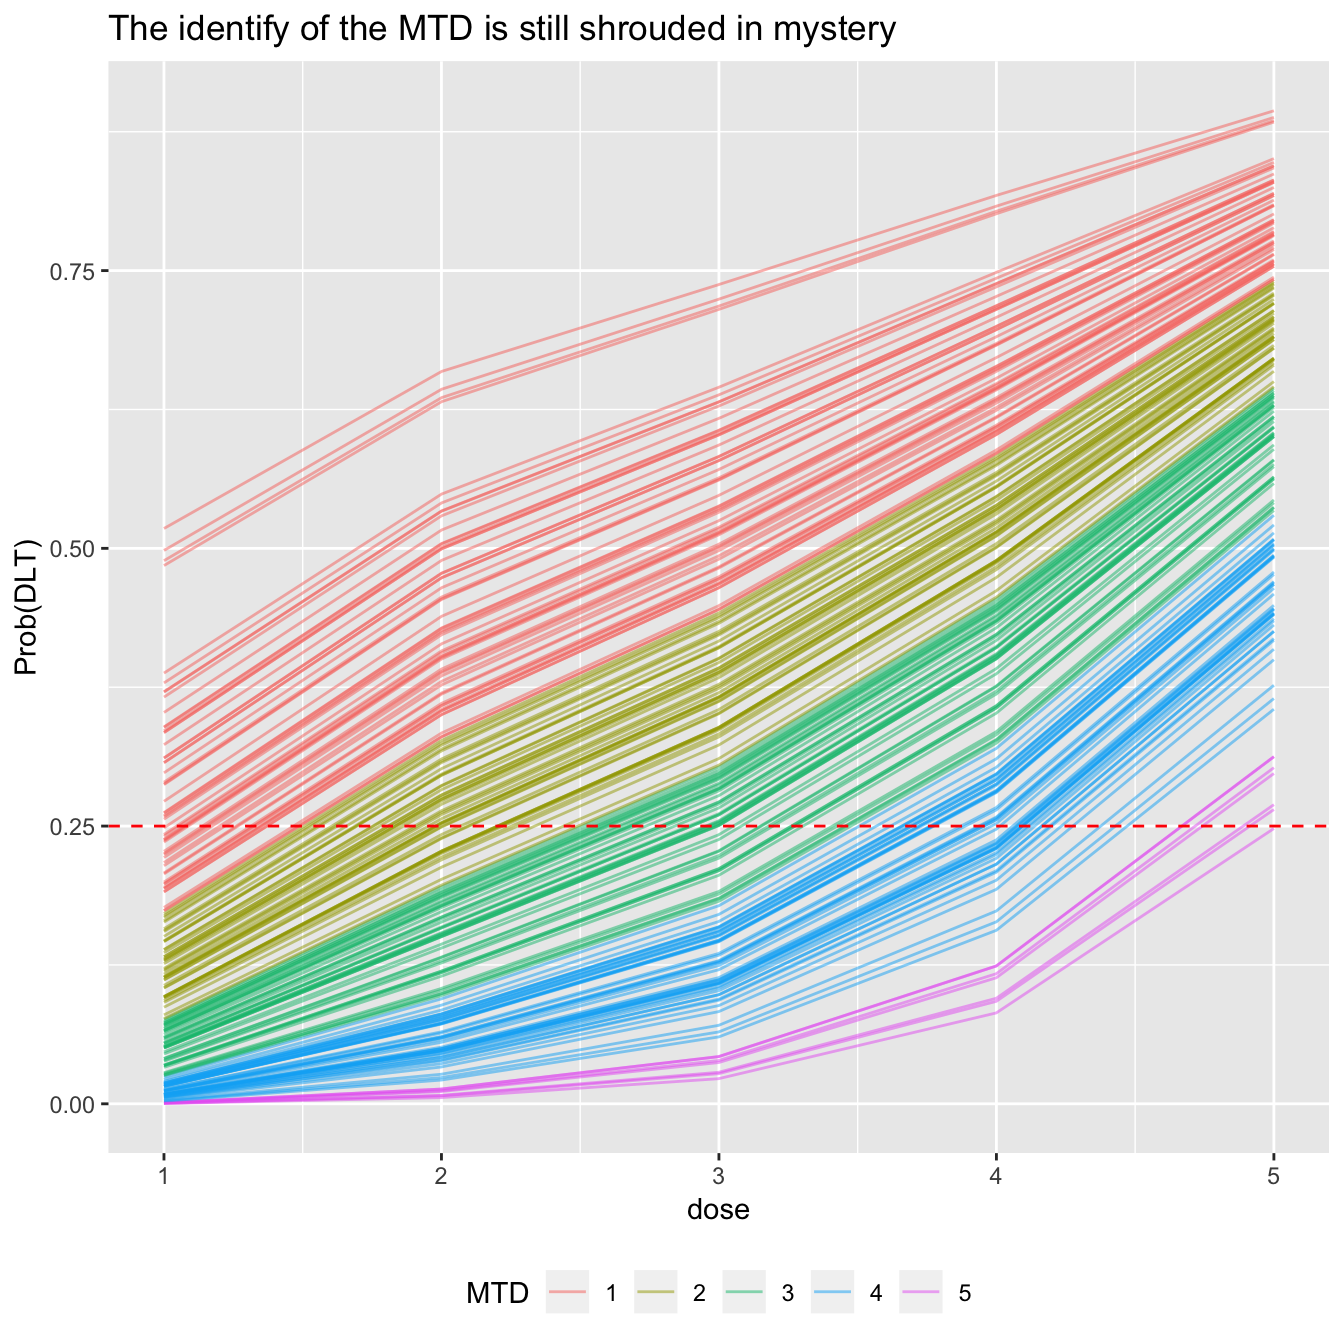 The identify of the MTD is still shrouded in mystery
Prob(DLT)
0.75
0.50
0.25
0.00
1 2 3 4 5
dose
MTD 1 2 3 4 5